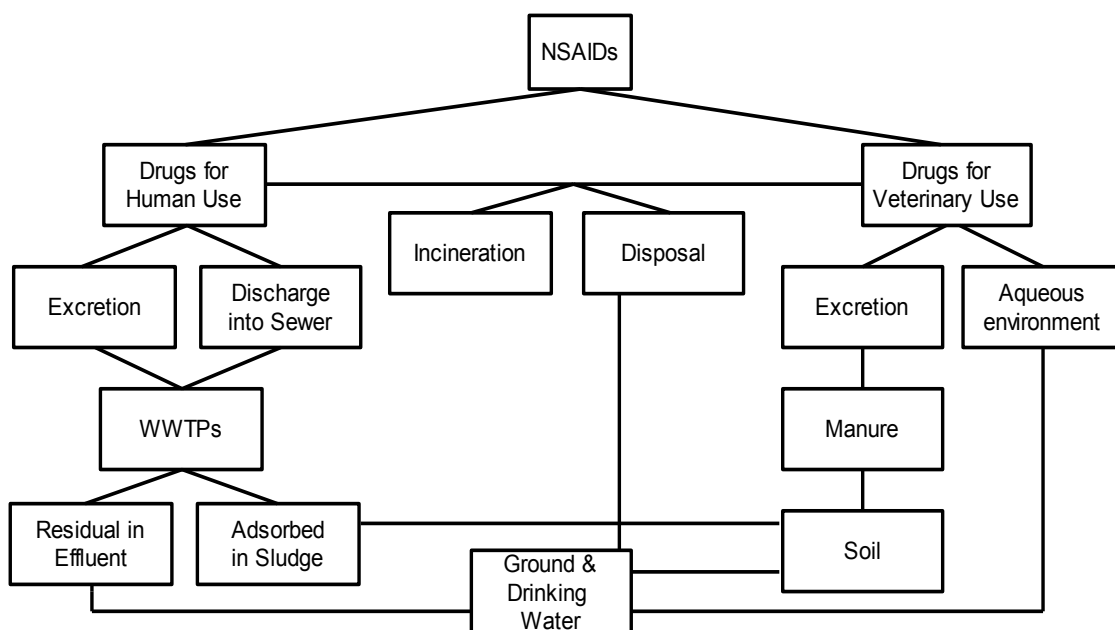 NSAIDs
Drugs for
Human Use
Drugs for
Veterinary Use
Incineration
Disposal
Excretion
Discharge
into Sewer
Excretion
Aqueous
environment
WWTPs
Manure
Residual in
Effluent
Adsorbed
in Sludge
Soil
Ground &
Drinking
Water